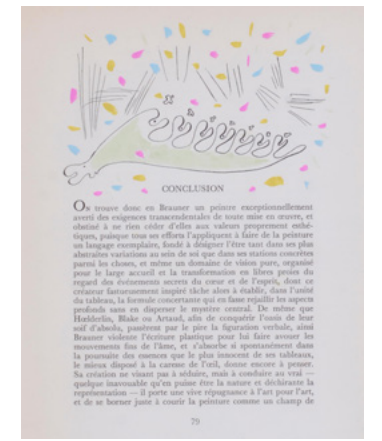 CONCLUSION
On trouve donc en Brauner un peintre exceptionnellement
averti des exigences transcendentales de toute mise en œuvre, et
obstiné à ne rien céder d'elles aux valeurs proprement esthé-
tiques, puisque tous ses efforts l'appliquent à faire de la peinture
un langage exemplaire, fondé à désigner l'être tant dans ses plus
abstraites variations au sein de soi que dans ses stations concrètes
parmi les choses, et même un domaine de vision pure, organisé
pour le large accueil et la transformation en libres proies du
regard des événements secrets du cœur et de l'esprit, dont ce
créateur fastueusement inspiré tâche alors à établir, dans l'unité
du tableau, la formule concertante qui en fasse rejaillir les aspects
profonds sans en disperser le mystère central. De même que
Hœlderlin, Blake ou Artaud, afin de conquérir l'oasis de leur
soif d'absolu, passèrent par le pire la figuration verbale, ainsi
Brauner violente l'écriture plastique pour lui faire avouer les
mouvements fins de l'âme, et s'absorbe si spontanément dans
la poursuite des essences que le plus innocent de ses tableaux,
le mieux disposé à la caresse de l'œil, donne encore à penser.
Sa création ne visant pas à séduire, mais à conduire au vrai —
quelque inavouable qu'en puisse être la nature et déchirante la
représentation — il porte une vive répugnance à l'art pour l'art,
et de se borner juste à courir la peinture comme un champ de
79